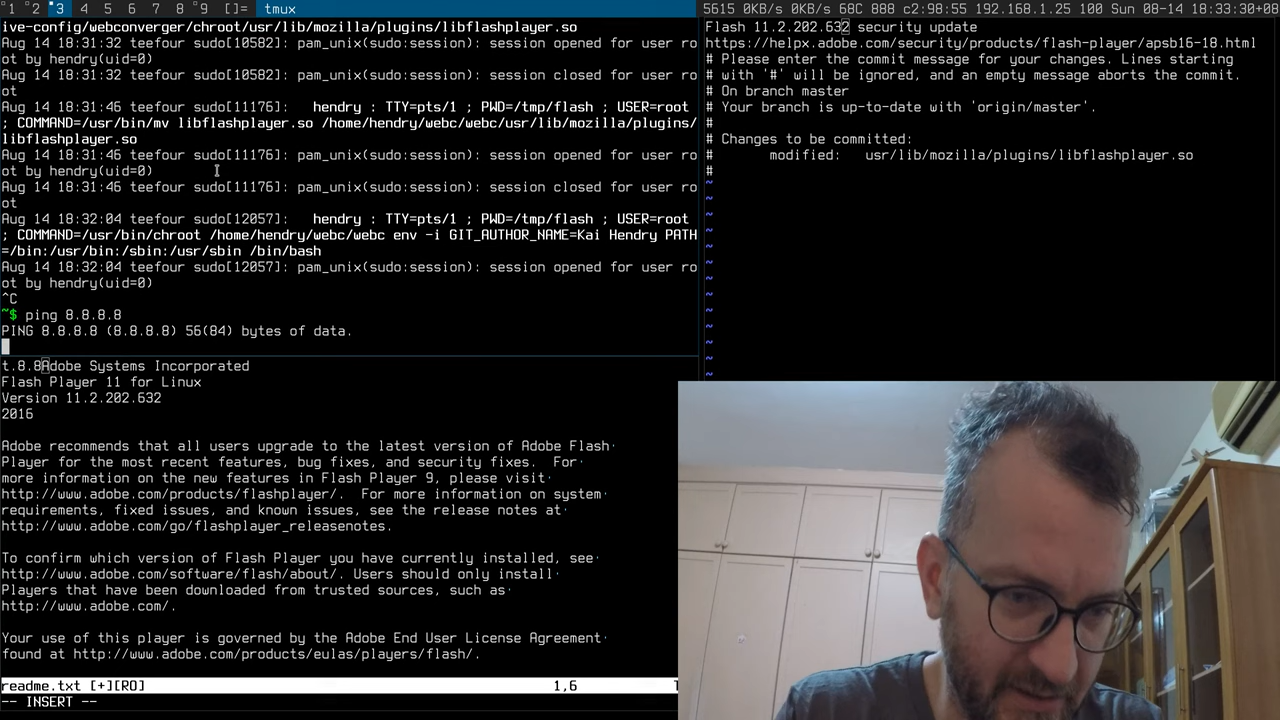 1 2 3 4 5 6 7 8 9 []= tmux 5615 0KB/s 0KB/s 68C 888 c2:98:55 192.168.1.25 100 Sun 08-14 18:33:30+08
ive-config/webconverger/chroot/usr/lib/mozilla/plugins/libflashplayer.so
Aug 14 18:31:32 teefour sudo[10582]: pam_unix(sudo:session): session opened for user ro
ot by hendry(uid=0)
Aug 14 18:31:32 teefour sudo[10582]: pam_unix(sudo:session): session closed for user ro
ot
Aug 14 18:31:46 teefour sudo[11176]:   hendry : TTY=pts/1 ; PWD=/tmp/flash ; USER=root
; COMMAND=/usr/bin/mv libflashplayer.so /home/hendry/webc/webc/usr/lib/mozilla/plugins/
libflashplayer.so
Aug 14 18:31:46 teefour sudo[11176]: pam_unix(sudo:session): session opened for user ro
ot by hendry(uid=0)
Aug 14 18:31:46 teefour sudo[11176]: pam_unix(sudo:session): session closed for user ro
ot
Aug 14 18:32:04 teefour sudo[12057]:   hendry : TTY=pts/1 ; PWD=/tmp/flash ; USER=root
; COMMAND=/usr/bin/chroot /home/hendry/webc/webc env -i GIT_AUTHOR_NAME=Kai Hendry PATH
=/bin:/usr/bin:/sbin:/usr/sbin /bin/bash
Aug 14 18:32:04 teefour sudo[12057]: pam_unix(sudo:session): session opened for user ro
ot by hendry(uid=0)
^C
~$ ping 8.8.8.8
PING 8.8.8.8 (8.8.8.8) 56(84) bytes of data.
t.8.8Adobe Systems Incorporated
Flash Player 11 for Linux
Version 11.2.202.632
2016
Adobe recommends that all users upgrade to the latest version of Adobe Flash·
Player for the most recent features, bug fixes, and security fixes.  For·
more information on the new features in Flash Player 9, please visit·
http://www.adobe.com/products/flashplayer/.  For more information on system·
requirements, fixed issues, and known issues, see the release notes at·
http://www.adobe.com/go/flashplayer_releasenotes.
To confirm which version of Flash Player you have currently installed, see·
http://www.adobe.com/software/flash/about/. Users should only install·
Players that have been downloaded from trusted sources, such as·
http://www.adobe.com/.
Your use of this player is governed by the Adobe End User License Agreement·
found at http://www.adobe.com/products/eulas/players/flash/.
readme.txt [+][RO] 1,6 T
-- INSERT --
Flash 11.2.202.632 security update
https://helpx.adobe.com/security/products/flash-player/apsb16-18.html
# Please enter the commit message for your changes. Lines starting
# with '#' will be ignored, and an empty message aborts the commit.
# On branch master
# Your branch is up-to-date with 'origin/master'.
#
# Changes to be committed:
#       modified:   usr/lib/mozilla/plugins/libflashplayer.so
#
~
~
~
~
~
~
~
~
~
~
~
~
~